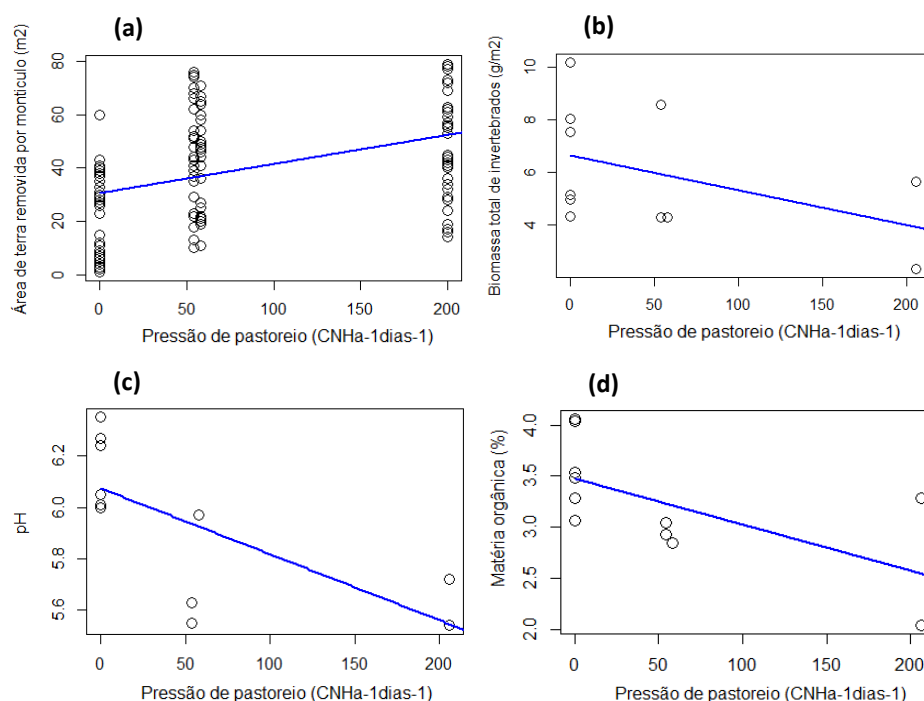 (a)
Área de terra removida por montículo (m2)
80
60
40
20
0
0 50 100 150 200
Pressão de pastoreio (CNHa-1dias-1)
(b)
Biomassa total de invertebrados (g/m2)
10
8
6
4
0 50 100 150 200
Pressão de pastoreio (CNHa-1dias-1)
(c)
pH
6.2
6.0
5.8
5.6
0 50 100 150 200
Pressão de pastoreio (CNHa-1dias-1)
(d)
Matéria orgânica (%)
4.0
3.5
3.0
2.5
2.0
0 50 100 150 200
Pressão de pastoreio (CNHa-1dias-1)